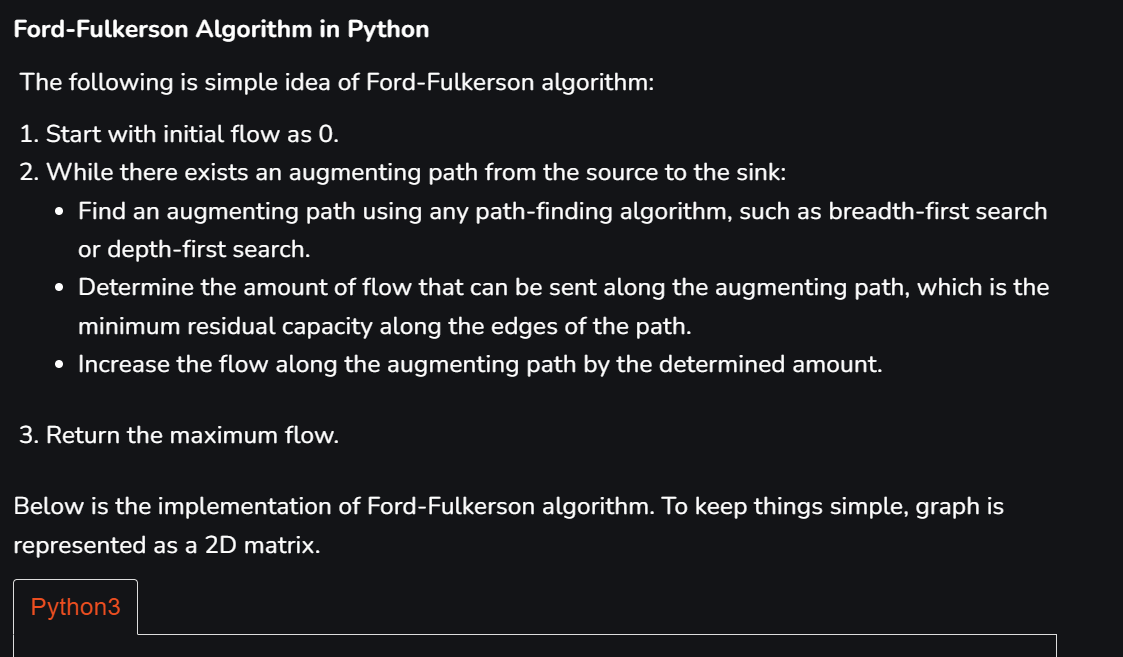 Ford-Fulkerson Algorithm in Python
The following is simple idea of Ford-Fulkerson algorithm:
1. Start with initial flow as 0.
2. While there exists an augmenting path from the source to the sink:
• Find an augmenting path using any path-finding algorithm, such as breadth-first search
or depth-first search.
• Determine the amount of flow that can be sent along the augmenting path, which is the
minimum residual capacity along the edges of the path.
• Increase the flow along the augmenting path by the determined amount.
3. Return the maximum flow.
Below is the implementation of Ford-Fulkerson algorithm. To keep things simple, graph is
represented as a 2D matrix.
Python3